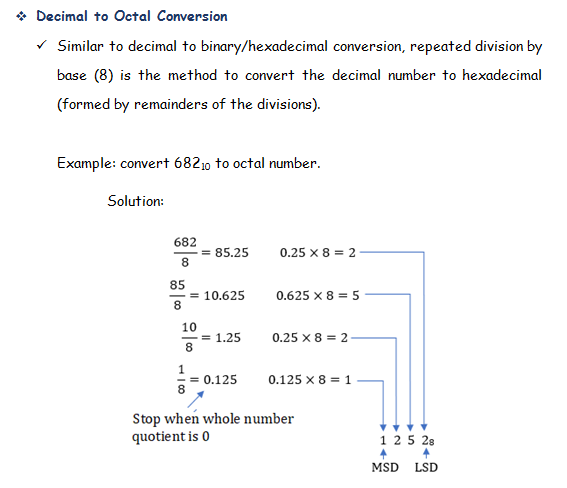 ❖ Decimal to Octal Conversion
✓ Similar to decimal to binary/hexadecimal conversion, repeated division by
base (8) is the method to convert the decimal number to hexadecimal
(formed by remainders of the divisions).
Example: convert 682₁₀ to octal number.
Solution:
682/8 = 85.25 0.25 × 8 = 2
85/8 = 10.625 0.625 × 8 = 5
10/8 = 1.25 0.25 × 8 = 2
1/8 = 0.125 0.125 × 8 = 1
Stop when whole number
quotient is 0
1 2 5 2₈
MSD LSD